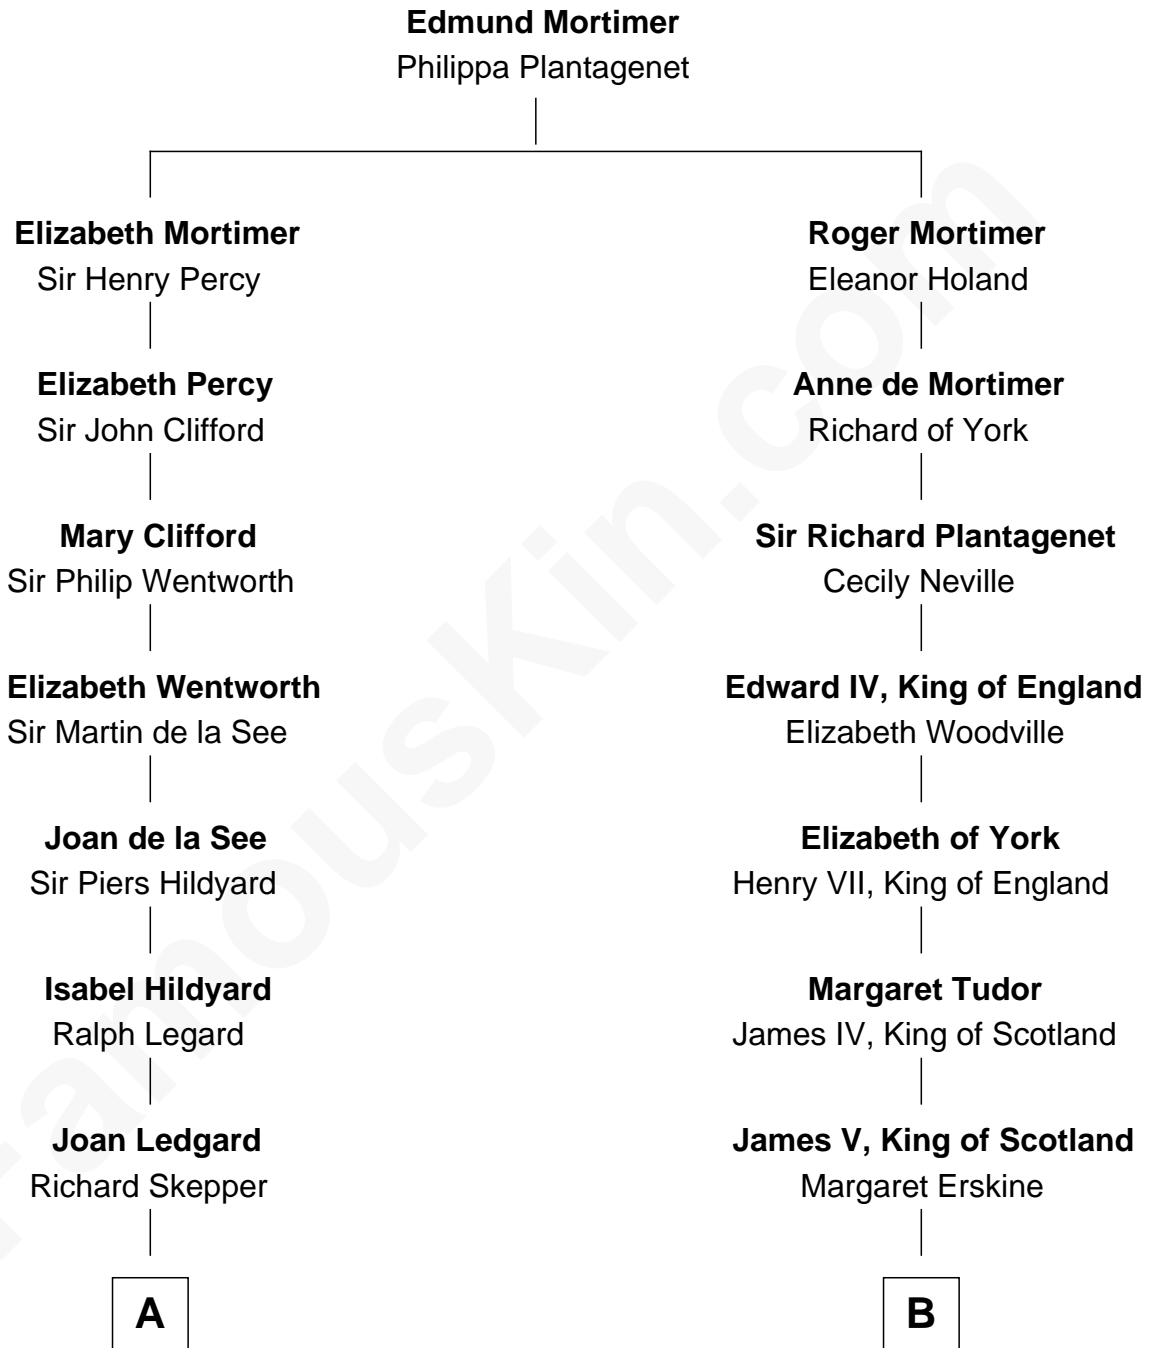 Edmund Mortimer
Philippa Plantagenet
Elizabeth Mortimer
Sir Henry Percy
Roger Mortimer
Eleanor Holand
Elizabeth Percy
Sir John Clifford
Anne de Mortimer
Richard of York
Mary Clifford
Sir Philip Wentworth
Sir Richard Plantagenet
Cecily Neville
Elizabeth Wentworth
Sir Martin de la See
Edward IV, King of England
Elizabeth Woodville
Joan de la See
Sir Piers Hildyard
Elizabeth of York
Henry VII, King of England
Isabel Hildyard
Ralph Legard
Margaret Tudor
James IV, King of Scotland
Joan Ledgard
Richard Skepper
James V, King of Scotland
Margaret Erskine
A
B
FamousKin.com